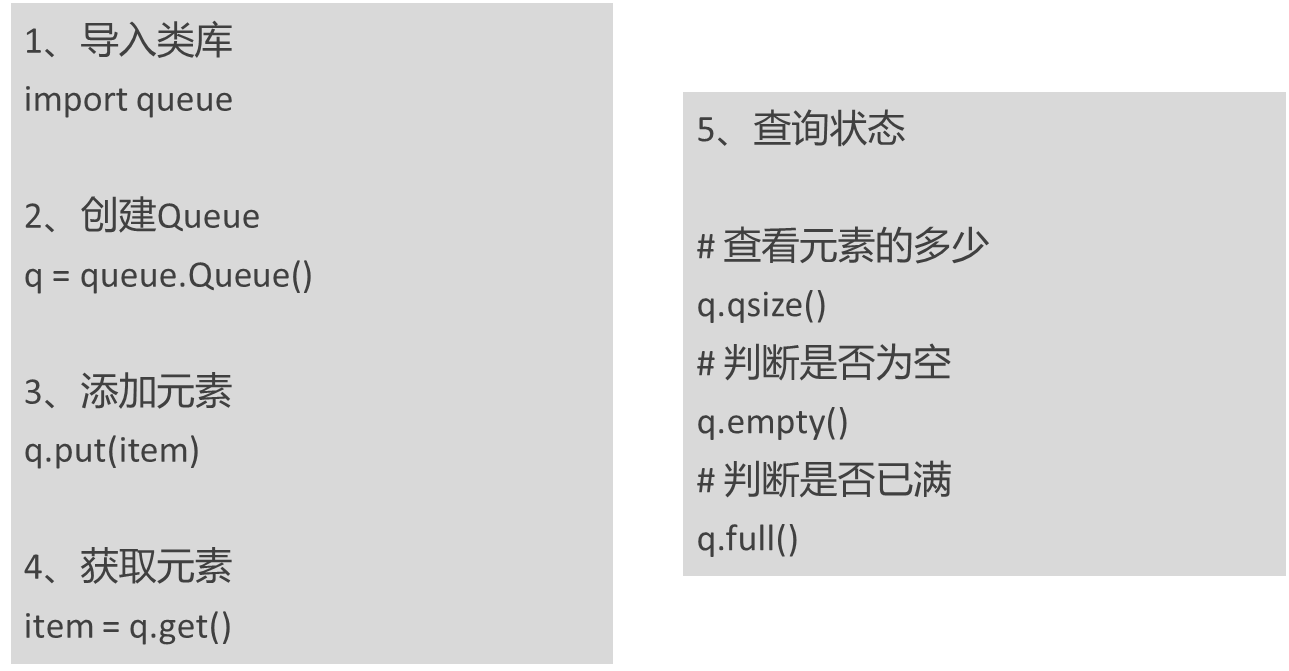 1、导入类库
import queue
2、创建Queue
q = queue.Queue()
3、添加元素
q.put(item)
4、获取元素
item = q.get()
5、查询状态
# 查看元素的多少
q.qsize()
# 判断是否为空
q.empty()
# 判断是否已满
q.full()